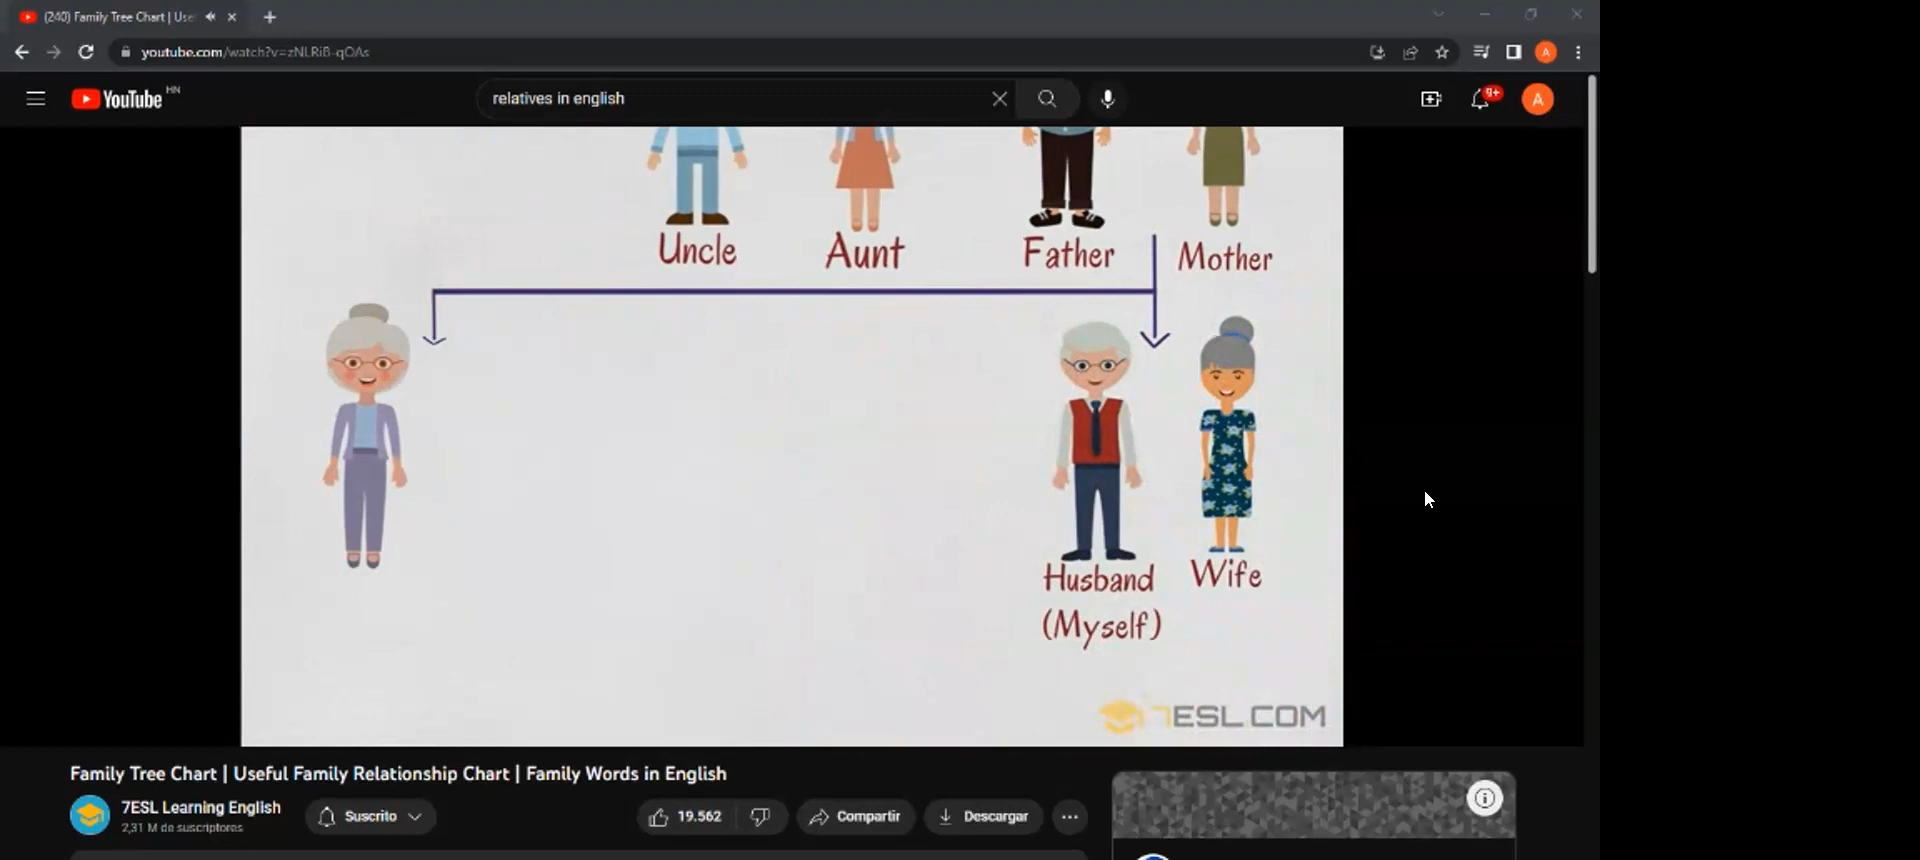 (240) Family Tree Chart | Use
youtube.com/watch?v=zNLRiB-qOAs
YouTube HN
relatives in english
9+
A
A
Uncle
Aunt
Father
Mother
Husband
(Myself)
Wife
7ESL.COM
Family Tree Chart | Useful Family Relationship Chart | Family Words in English
7ESL Learning English
2,31 M de suscriptores
Suscrito
19.562
Compartir
Descargar